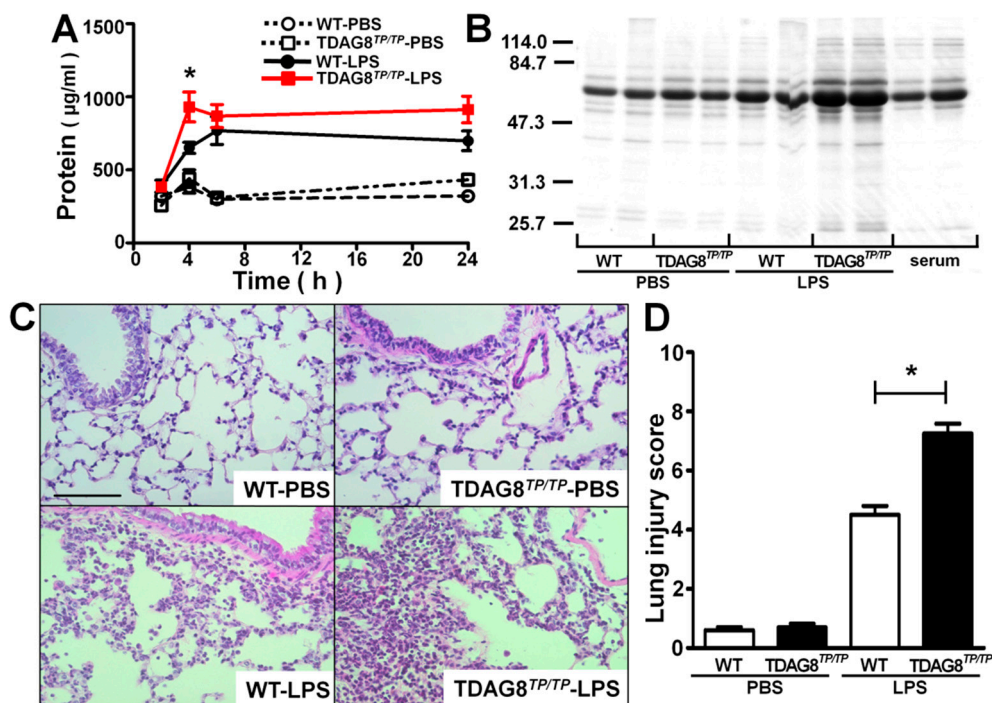 A
Protein ( µg/ml )
1500
1000
500
0
*
WT-PBS
TDAG8TP/TP-PBS
WT-LPS
TDAG8TP/TP-LPS
0 4 8 12 16 20 24
Time ( h )
B
114.0
84.7
47.3
31.3
25.7
WT TDAG8TP/TP WT TDAG8TP/TP serum
PBS LPS
C
WT-PBS
TDAG8TP/TP-PBS
WT-LPS
TDAG8TP/TP-LPS
D
Lung injury score
10
8
6
4
2
0
*
WT TDAG8TP/TP WT TDAG8TP/TP
PBS LPS